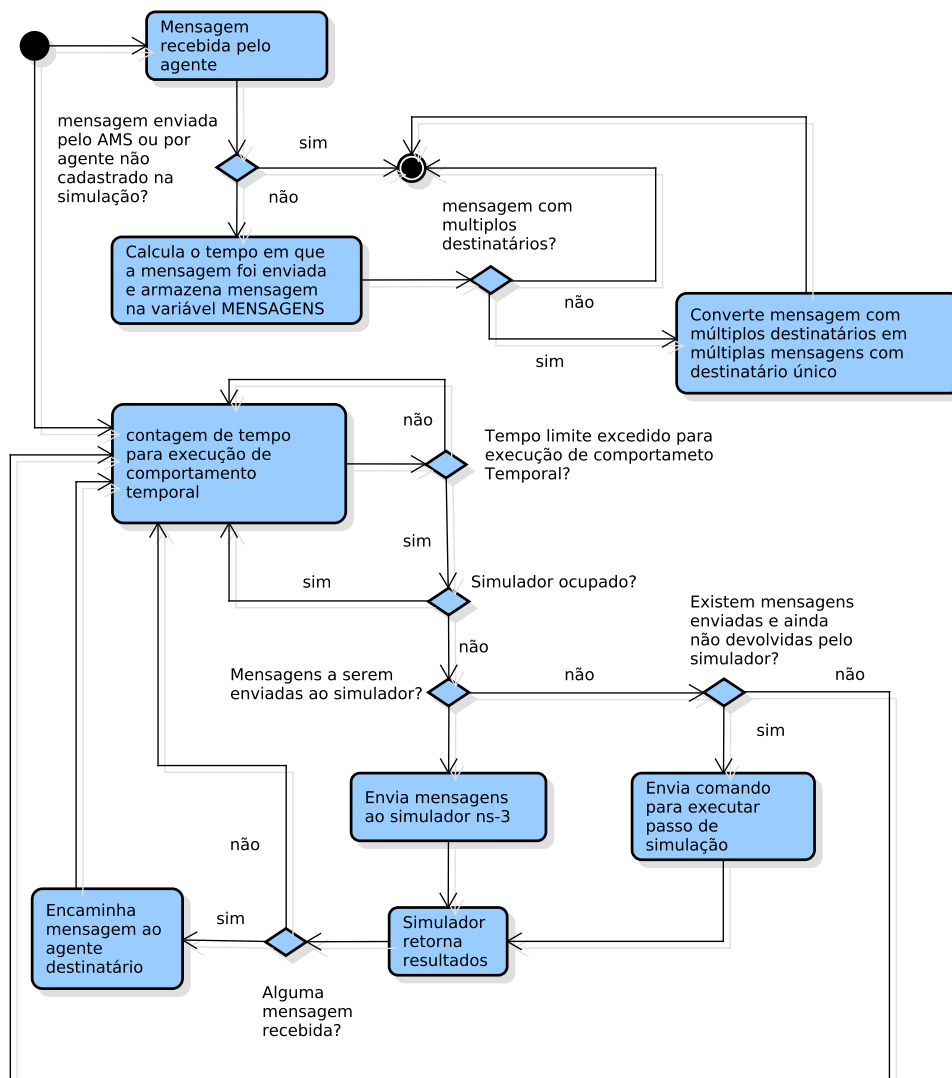 Mensagem
recebida pelo
agente
mensagem enviada
pelo AMS ou por
agente não
cadastrado na
simulação?
sim
não
Calcula o tempo em que
a mensagem foi enviada
e armazena mensagem
na variável MENSAGENS
mensagem com
multiplos
destinatários?
não
sim
Converte mensagem com
múltiplos destinatários em
múltiplas mensagens com
destinatário único
contagem de tempo
para execução de
comportamento
temporal
não
Tempo limite excedido para
execução de comportameto
Temporal?
sim
sim
Simulador ocupado?
não
Mensagens a serem
enviadas ao simulador?
não
Existem mensagens
enviadas e ainda
não devolvidas pelo
simulador?
não
sim
Envia mensagens
ao simulador ns-3
Envia comando
para executar
passo de
simulação
não
Encaminha
mensagem ao
agente
destinatário
sim
Simulador
retorna
resultados
Alguma
mensagem
recebida?